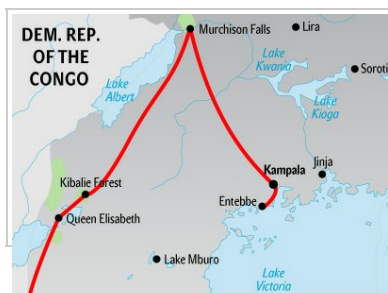 DEM. REP.
OF THE
CONGO
Murchison Falls
Lira
Lake
Kwania
Soroti
Lake
Albert
Lake
Kioga
Kampala
Jinja
Kibalie Forest
Entebbe
Queen Elisabeth
Lake Mburo
Lake
Victoria